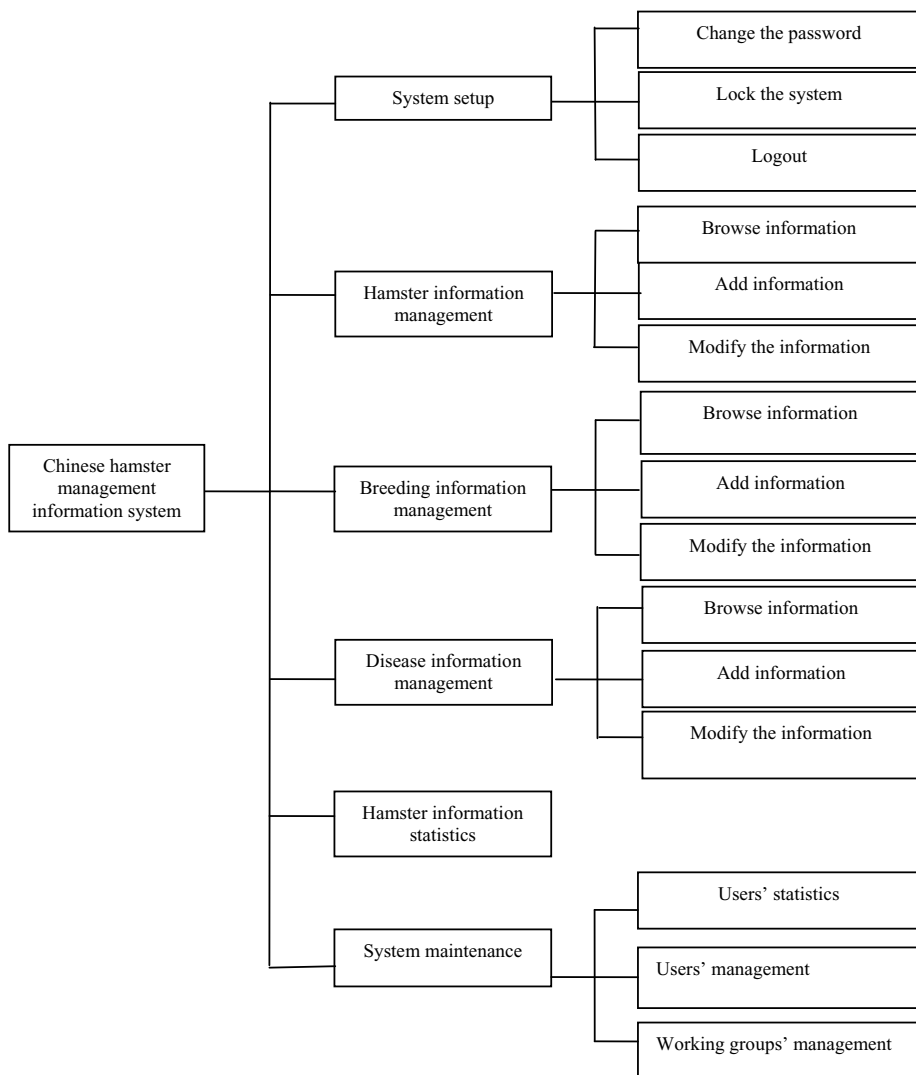 Change the password
System setup
Lock the system
Logout
Browse information
Hamster information
management
Add information
Modify the information
Browse information
Chinese hamster
management
information system
Breeding information
management
Add information
Modify the information
Browse information
Disease information
management
Add information
Modify the information
Hamster information
statistics
Users’ statistics
System maintenance
Users’ management
Working groups’ management